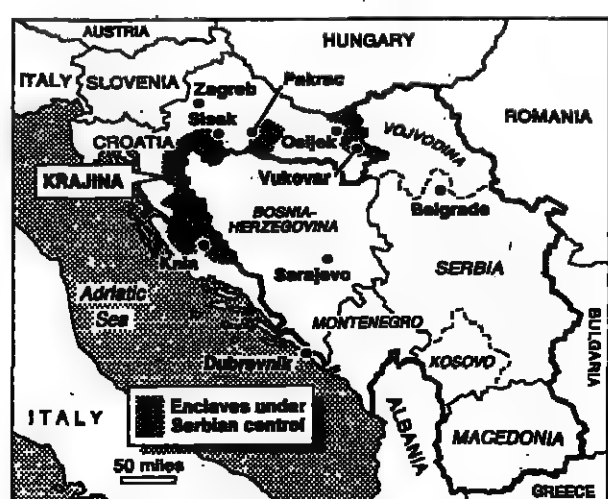 AUSTRIA
HUNGARY
ITALY
SLOVENIA
Zagreb
Pakrac
ROMANIA
Sisak
CROATIA
Osijek
VOJVODINA
KRAJINA
Vukovar
Belgrade
BOSNIA-
HERZEGOVINA
Knin
Sarajevo
SERBIA
Adriatic
Sea
MONTENEGRO
KOSOVO
BULGARIA
Dubrovnik
ITALY
Enclaves under
Serbian control
ALBANIA
MACEDONIA
50 miles
GREECE